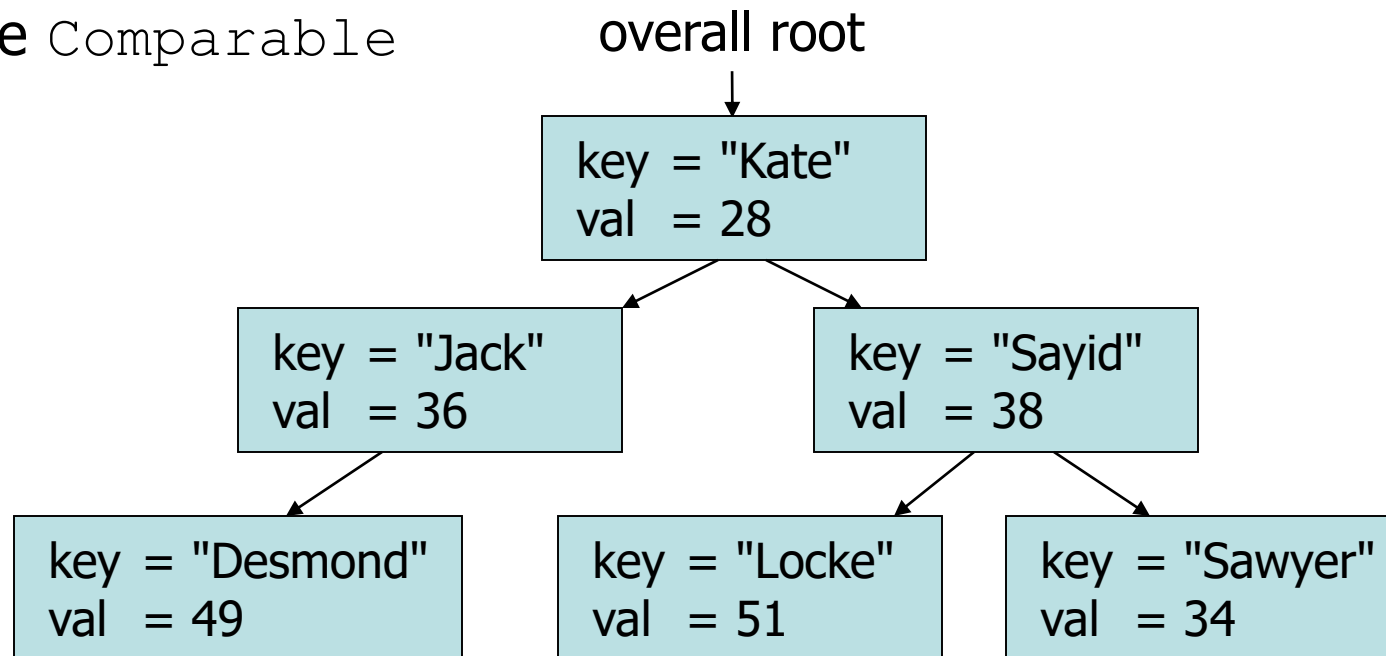 e Comparable
overall root
key = "Kate"
val = 28
key = "Jack"
val = 36
key = "Sayid"
val = 38
key = "Desmond"
val = 49
key = "Locke"
val = 51
key = "Sawyer"
val = 34